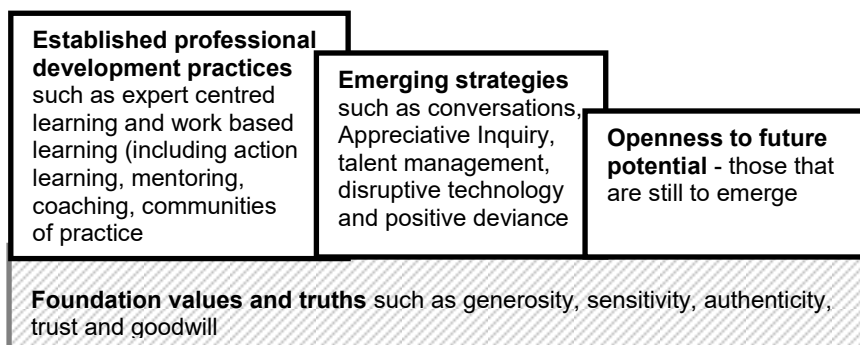 Established professional
development practices
such as expert centred
learning and work based
learning (including action
learning, mentoring,
coaching, communities
of practice
Emerging strategies
such as conversations,
Appreciative Inquiry,
talent management,
disruptive technology
and positive deviance
Openness to future
potential - those that
are still to emerge
Foundation values and truths such as generosity, sensitivity, authenticity,
trust and goodwill